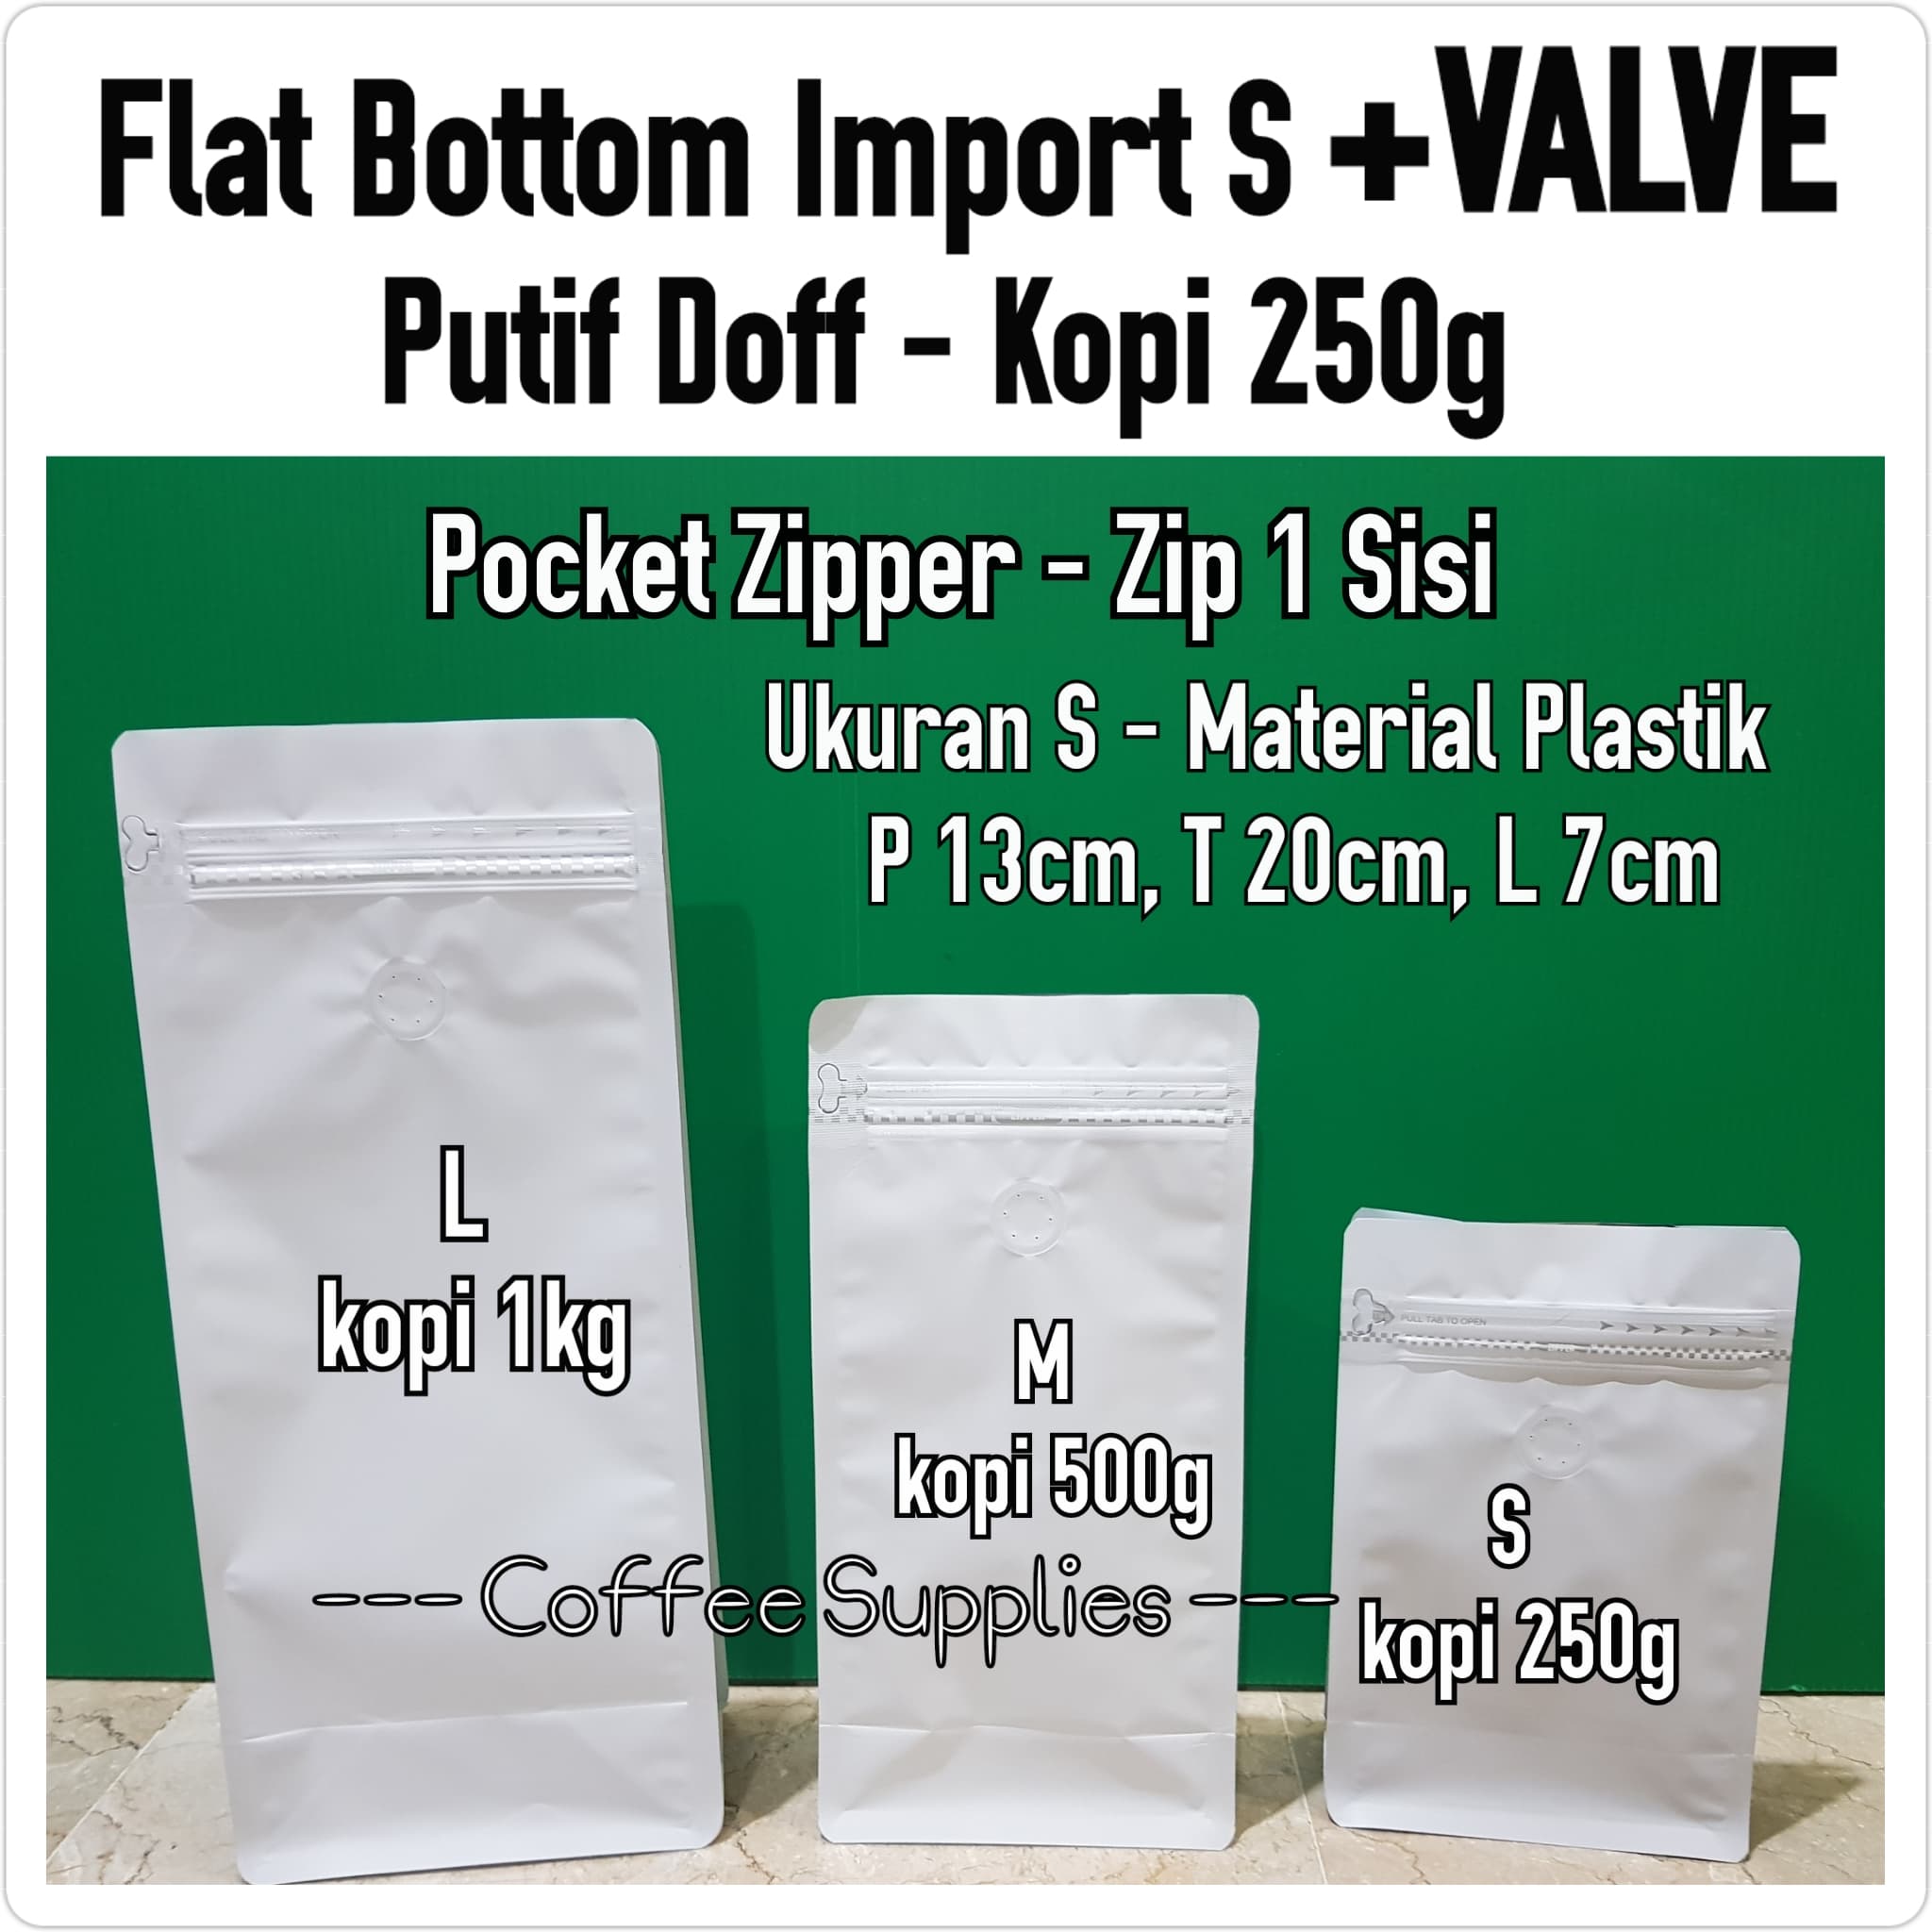 Flat Bottom Import S +VALVE
Putif Doff - Kopi 250g
Pocket Zipper - Zip 1 Sisi
Ukuran S - Material Plastik
P 13cm, T 20cm, L 7cm
L
kopi 1kg
M
kopi 500g
PULL TAB TO OPEN
S
kopi 250g
--- Coffee Supplies ---